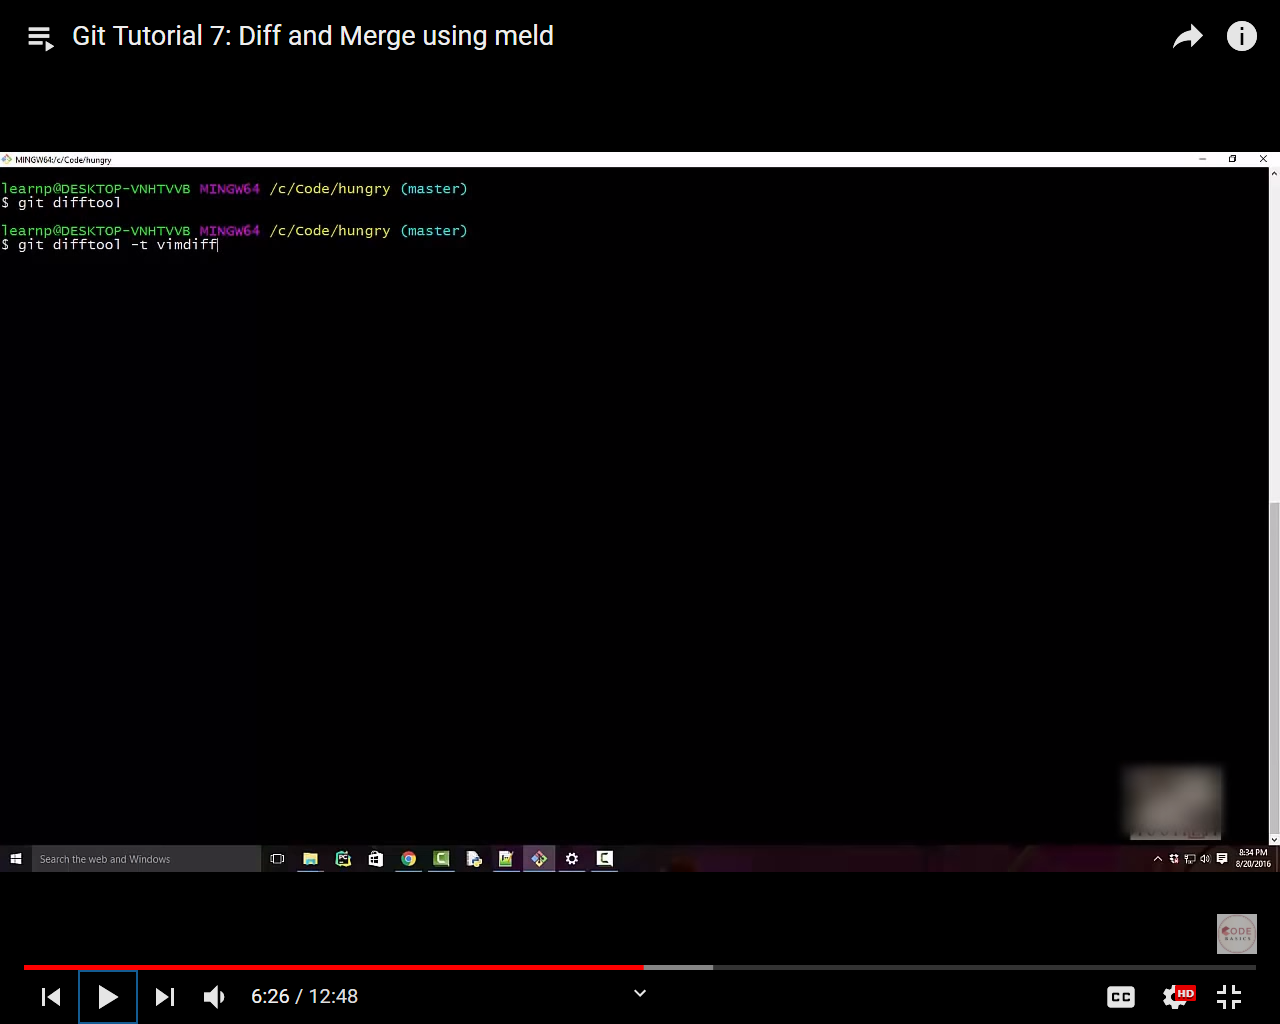 Git Tutorial 7: Diff and Merge using meld
MINGW64:/c/Code/hungry
learnp@DESKTOP-VNHTVVB MINGW64 /c/Code/hungry (master)
$ git difftool
learnp@DESKTOP-VNHTVVB MINGW64 /c/Code/hungry (master)
$ git difftool -t vimdiff
Search the web and Windows
8:34 PM
8/20/2016
CODE
BASICS
6:26 / 12:48
CC
HD